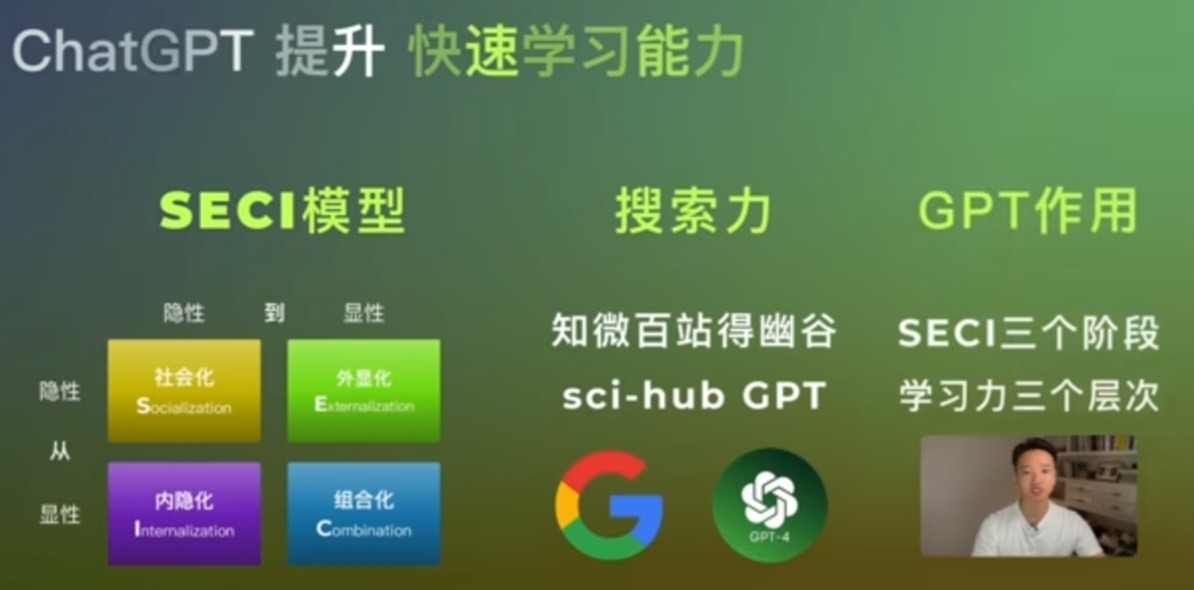 ChatGPT 提升 快速学习能力
SECI模型
隐性 到 显性
隐性
从
显性
社会化
Socialization
外显化
Externalization
内隐化
Internalization
组合化
Combination
搜索力
知微百站得幽谷
sci-hub GPT
GPT-4
GPT作用
SECI三个阶段
学习力三个层次